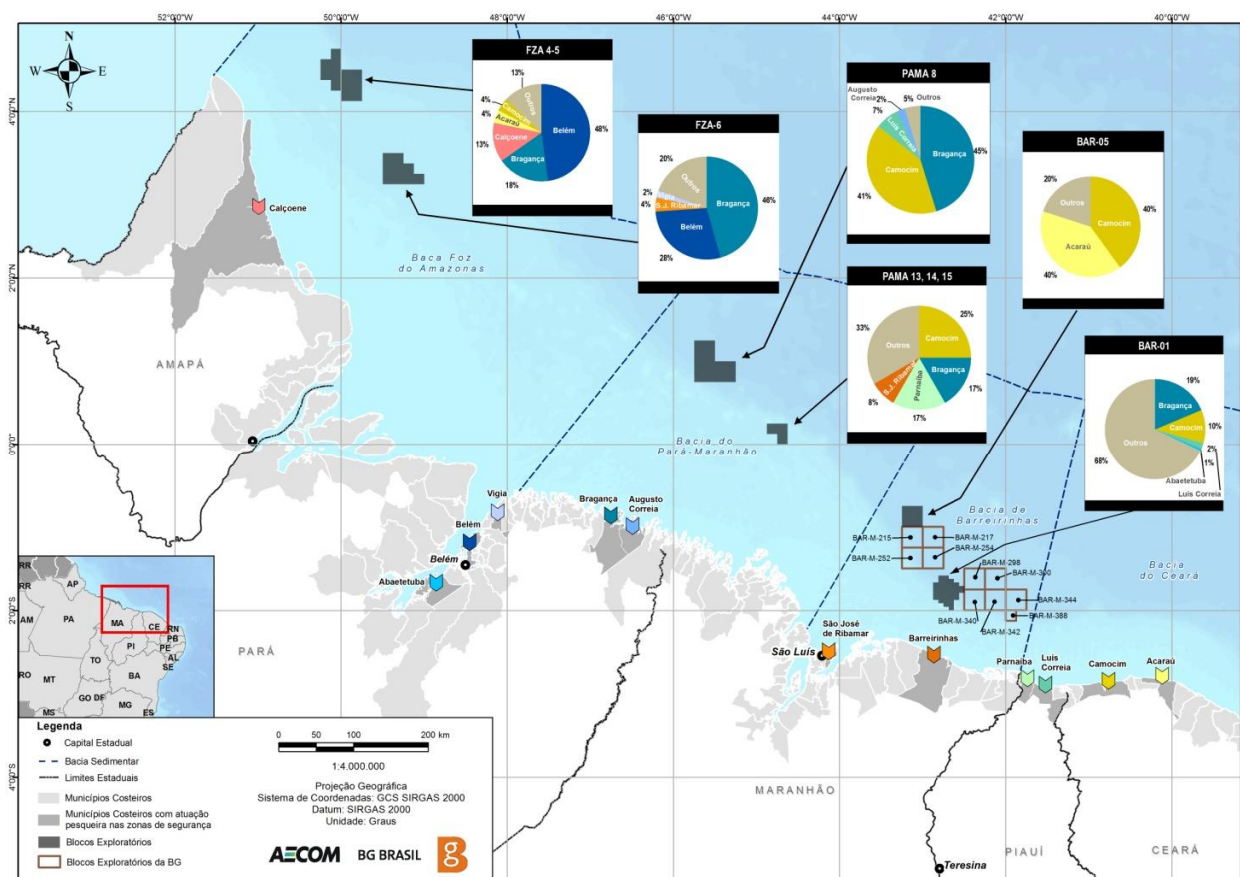 52°0'0"W
50°0'0"W
48°0'0"W
46°0'0"W
44°0'0"W
42°0'0"W
40°0'0"W
N
W
E
S
4°0'0"N
2°0'0"N
0°0'0"
2°0'0"S
4°0'0"S
FZA 4-5
13%
Outros
4%
Camocim
4%
Acaraú
Calçoene
13%
Bragança
18%
Belém
48%
FZA-6
20%
Outros
2%
4%
S.J. Ribamar
Belém
28%
Bragança
46%
PAMA 8
Augusto
Correia
2%
5%
Outros
7%
Luis Correia
Bragança
45%
Camocim
41%
PAMA 13, 14, 15
33%
Outros
25%
Camocim
Bragança
17%
Parnaíba
17%
S.J. Ribamar
8%
BAR-05
20%
Outros
Camocim
40%
Acaraú
40%
BAR-01
19%
Bragança
Camocim
10%
2%
1%
Outros
68%
Abaetetuba
Luis Correia
Calçoene
Baca Foz
do Amazonas
AMAPÁ
Bacia do
Pará-Maranhão
Vigia
Bragança
Augusto
Correia
Belém
Belém
Abaetetuba
PARÁ
Bacia de
Barreirinhas
BAR-M-215
BAR-M-217
BAR-M-252
BAR-M-254
BAR-M-298
BAR-M-300
BAR-M-344
BAR-M-340
BAR-M-388
BAR-M-342
Bacia
do Ceará
São José
de Ribamar
São Luís
Barreirinhas
Parnaíba
Luis
Correia
Camocim
Acaraú
MARANHÃO
PIAUÍ
CEARÁ
Teresina
RR
AP
RR
AM
PA
MA
CE
RN
PB
PI
PE
AL
SE
TO
BA
RO
MT
GO
DF
MG
MS
ES
Legenda
Capital Estadual
Bacia Sedimentar
Limites Estaduais
Municípios Costeiros
Municípios Costeiros com atuação
pesqueira nas zonas de segurança
Blocos Exploratórios
Blocos Exploratórios da BG
0 50 100 200 km
1:4.000.000
Projeção Geográfica
Sistema de Coordenadas: GCS SIRGAS 2000
Datum: SIRGAS 2000
Unidade: Graus
AECOM
BG BRASIL
g